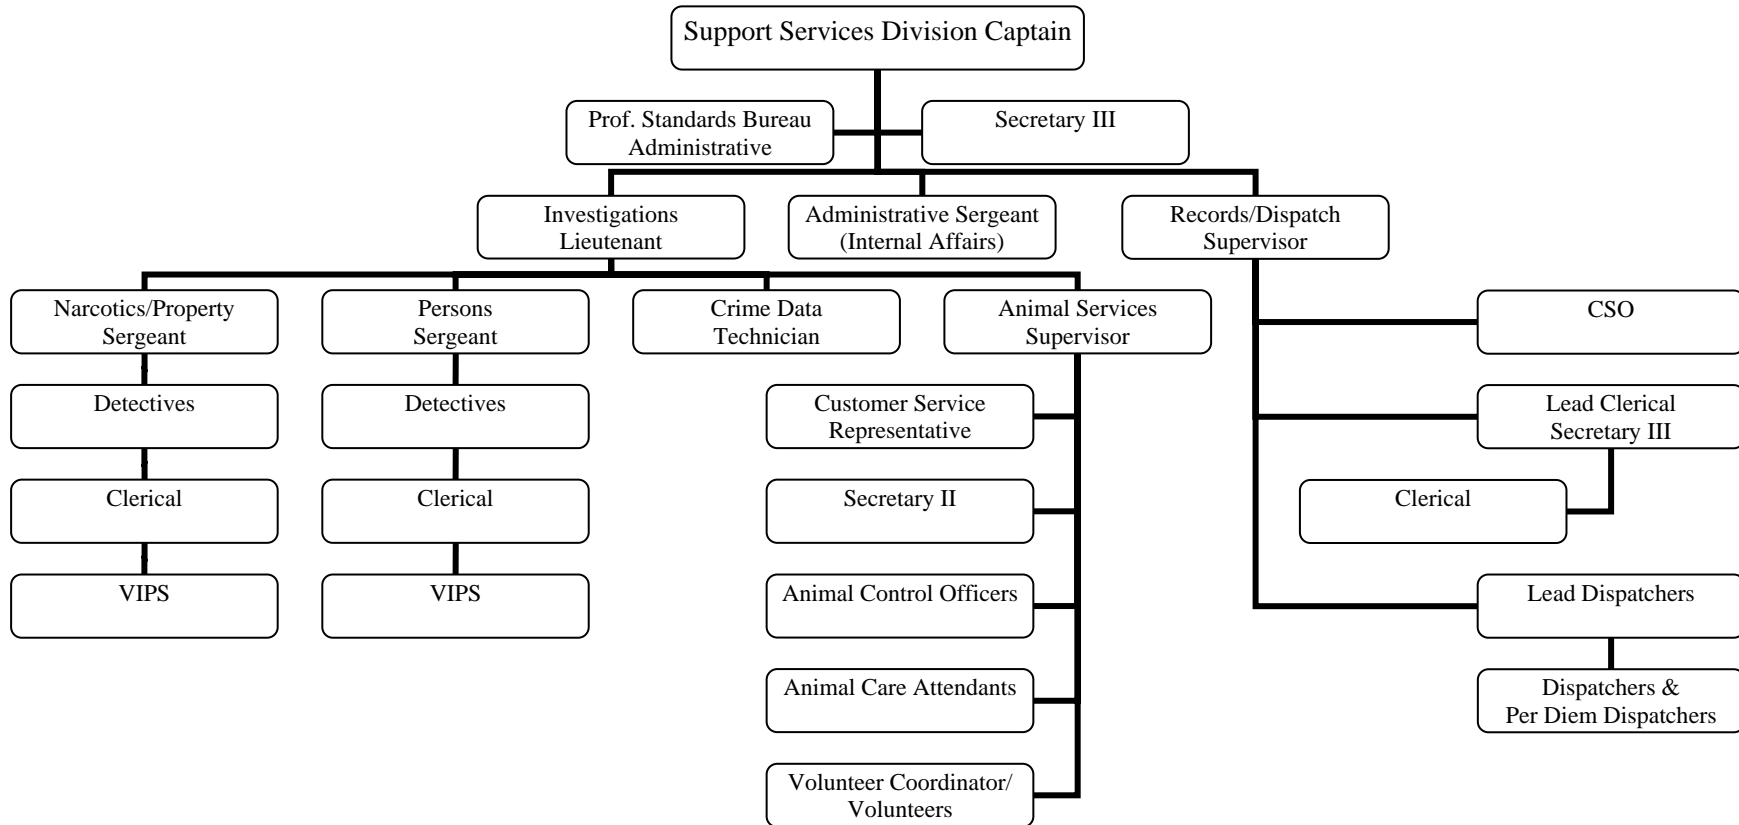 Support Services Division Captain
Prof. Standards Bureau
Administrative
Secretary III
Investigations
Lieutenant
Administrative Sergeant
(Internal Affairs)
Records/Dispatch
Supervisor
Narcotics/Property
Sergeant
Persons
Sergeant
Crime Data
Technician
Animal Services
Supervisor
CSO
Detectives
Detectives
Customer Service
Representative
Lead Clerical
Secretary III
Clerical
Clerical
Secretary II
Clerical
VIPS
VIPS
Animal Control Officers
Lead Dispatchers
Animal Care Attendants
Dispatchers &
Per Diem Dispatchers
Volunteer Coordinator/
Volunteers